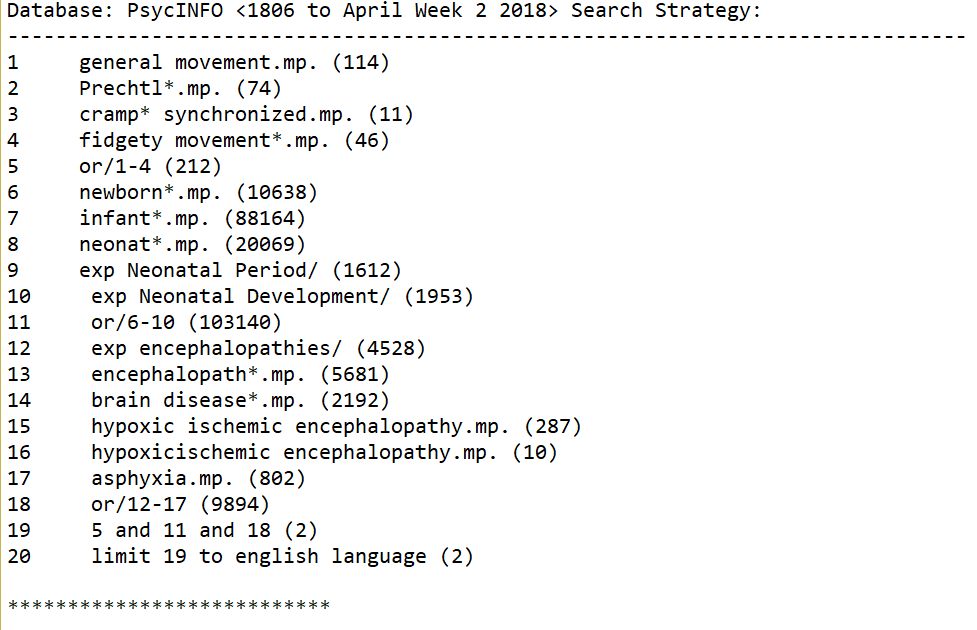 Database: PsycINFO <1806 to April Week 2 2018> Search Strategy:
--------------------------------------------------------------------------------
1 general movement.mp. (114)
2 Prechtl*.mp. (74)
3 cramp* synchronized.mp. (11)
4 fidgety movement*.mp. (46)
5 or/1-4 (212)
6 newborn*.mp. (10638)
7 infant*.mp. (88164)
8 neonat*.mp. (20069)
9 exp Neonatal Period/ (1612)
10 exp Neonatal Development/ (1953)
11 or/6-10 (103140)
12 exp encephalopathies/ (4528)
13 encephalopath*.mp. (5681)
14 brain disease*.mp. (2192)
15 hypoxic ischemic encephalopathy.mp. (287)
16 hypoxicischemic encephalopathy.mp. (10)
17 asphyxia.mp. (802)
18 or/12-17 (9894)
19 5 and 11 and 18 (2)
20 limit 19 to english language (2)
***************************